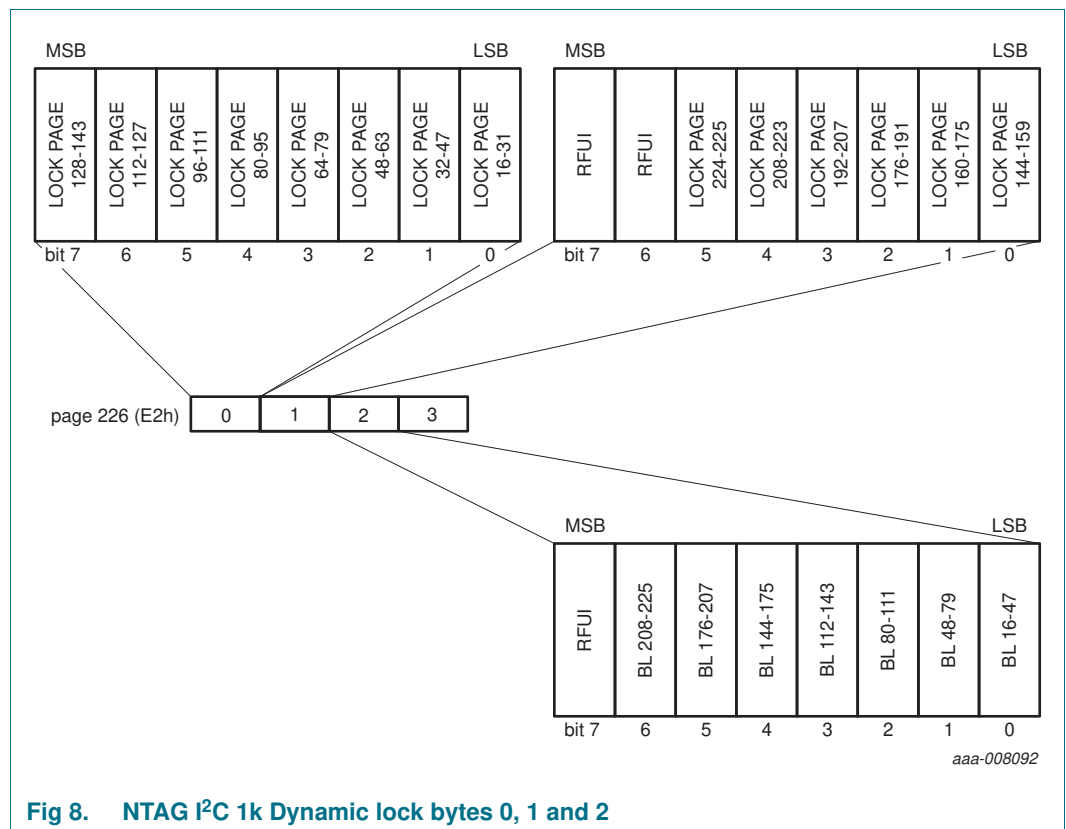 MSB LSB
LOCK PAGE 128-143
LOCK PAGE 112-127
LOCK PAGE 96-111
LOCK PAGE 80-95
LOCK PAGE 64-79
LOCK PAGE 48-63
LOCK PAGE 32-47
LOCK PAGE 16-31
bit 7 6 5 4 3 2 1 0
MSB LSB
RFUI
RFUI
LOCK PAGE 224-225
LOCK PAGE 208-223
LOCK PAGE 192-207
LOCK PAGE 176-191
LOCK PAGE 160-175
LOCK PAGE 144-159
bit 7 6 5 4 3 2 1 0
page 226 (E2h) 0 1 2 3
MSB LSB
RFUI
BL 208-225
BL 176-207
BL 144-175
BL 112-143
BL 80-111
BL 48-79
BL 16-47
bit 7 6 5 4 3 2 1 0
aaa-008092
Fig 8. NTAG I²C 1k Dynamic lock bytes 0, 1 and 2